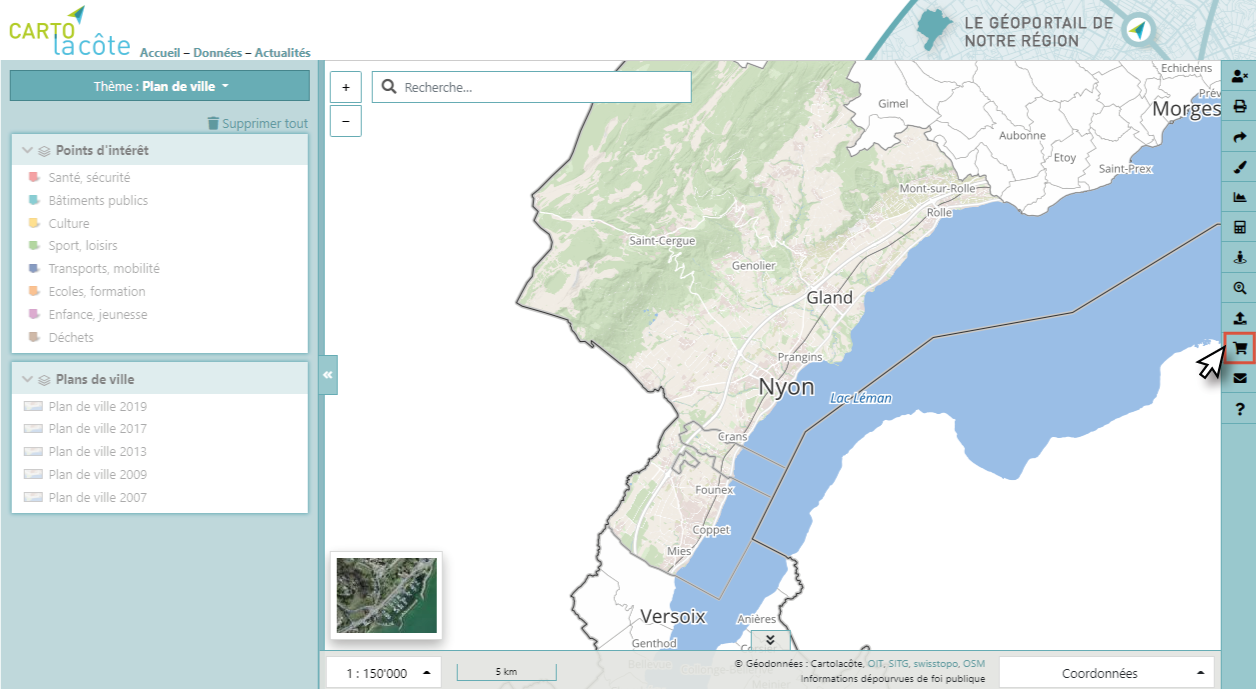 CARTO
lacôte
Accueil – Données – Actualités
LE GÉOPORTAIL DE
NOTRE RÉGION
Thème : Plan de ville
Supprimer tout
Points d'intérêt
Santé, sécurité
Bâtiments publics
Culture
Sport, loisirs
Transports, mobilité
Ecoles, formation
Enfance, jeunesse
Déchets
Plans de ville
Plan de ville 2019
Plan de ville 2017
Plan de ville 2013
Plan de ville 2009
Plan de ville 2007
«
+
−
Recherche...
Echichens
Gimel
Morges
Aubonne
Etoy
Saint-Prex
Mont-sur-Rolle
Rolle
Saint-Cergue
Genolier
Gland
Prangins
Nyon
Lac Léman
Crans
Founex
Coppet
Mies
Versoix
Anières
Genthod
?
1 : 150'000
5 km
© Géodonnées : Cartolacôte, OIT, SITG, swisstopo, OSM
Informations dépourvues de foi publique
Coordonnées